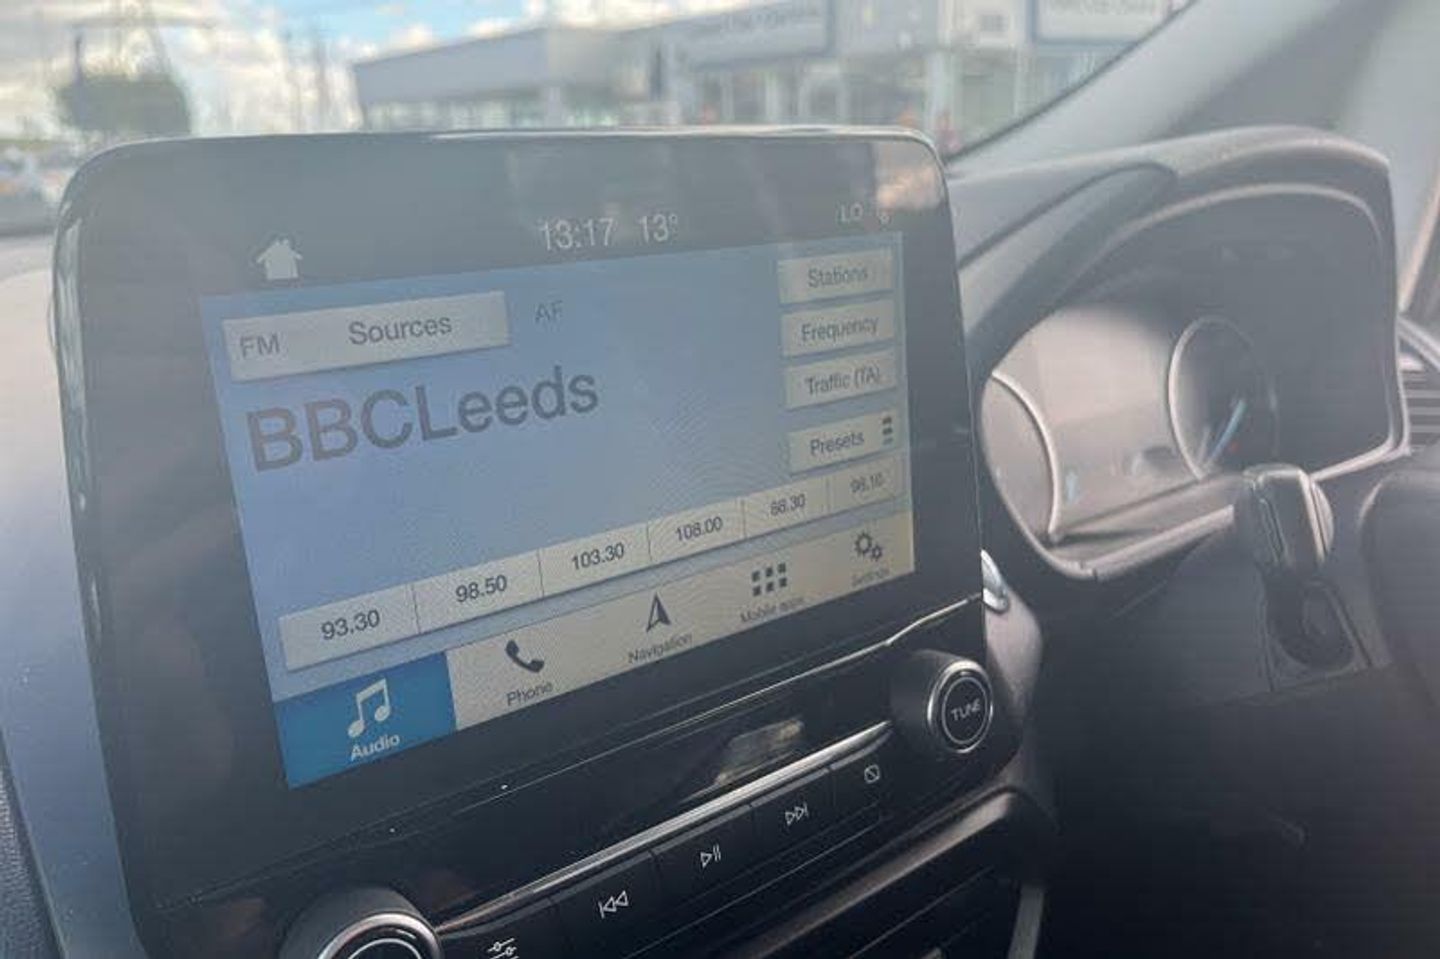 13:17 13°
LO
FM Sources
AF
BBCLeeds
Stations
Frequency
Traffic (TA)
Presets
93.30 98.50 103.30 108.00 88.30 98.10
Audio
Phone
Navigation
Mobile apps
Settings
TUNE